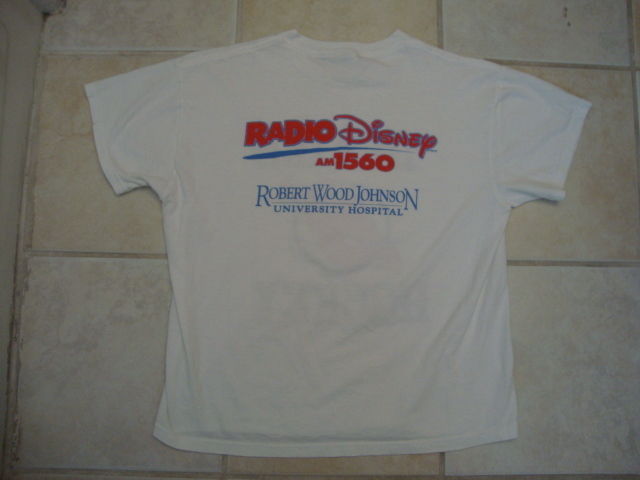 RADIO DISNEY
AM 1560
ROBERT WOOD JOHNSON
UNIVERSITY HOSPITAL